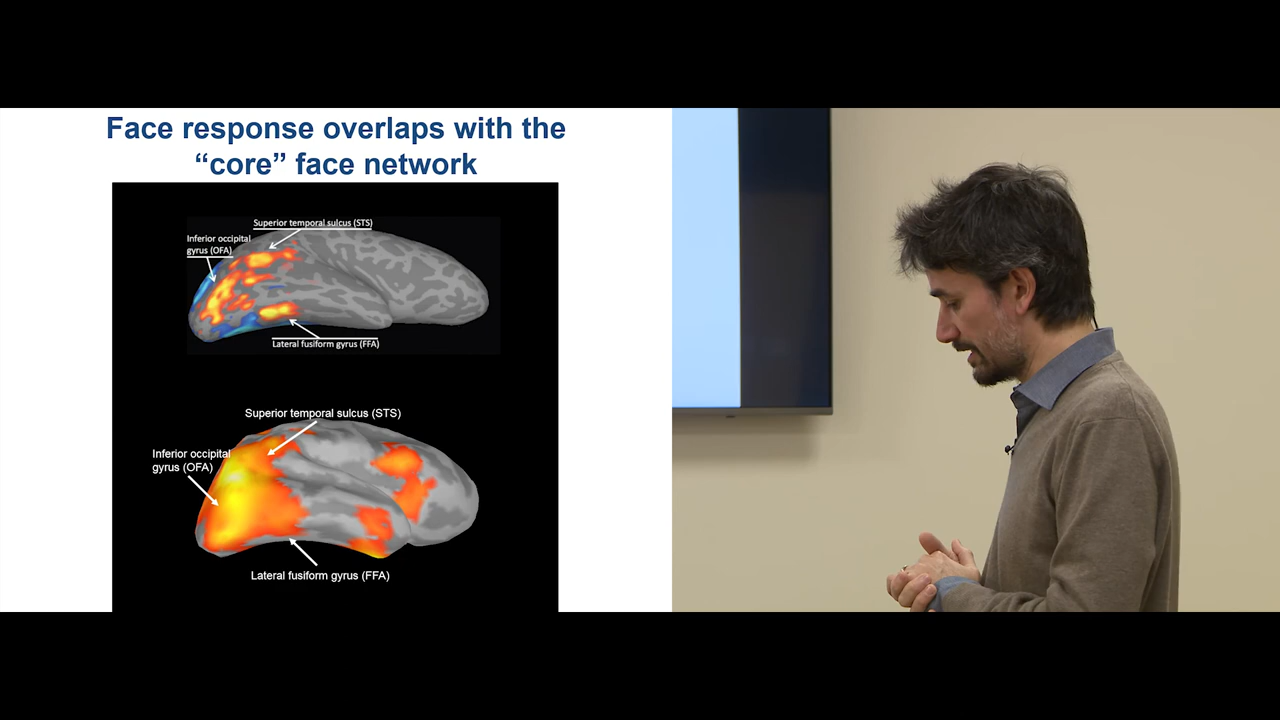 Face response overlaps with the
“core” face network
Superior temporal sulcus (STS)
Inferior occipital
gyrus (OFA)
Lateral fusiform gyrus (FFA)
Superior temporal sulcus (STS)
Inferior occipital
gyrus (OFA)
Lateral fusiform gyrus (FFA)